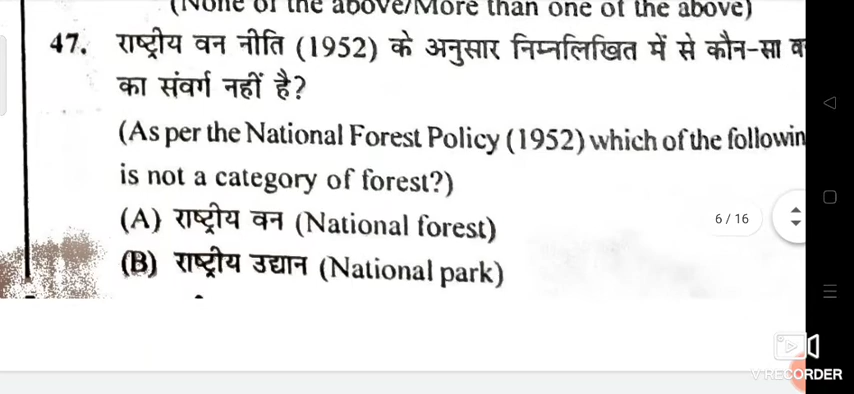 (None of the above/More than one of the above)
47. राष्ट्रीय वन नीति (1952) के अनुसार निम्नलिखित में से कौन-सा
का संवर्ग नहीं है?
(As per the National Forest Policy (1952) which of the followin
is not a category of forest?)
(A) राष्ट्रीय वन (National forest)
6 / 16
(B) राष्ट्रीय उद्यान (National park)
V RECORDER